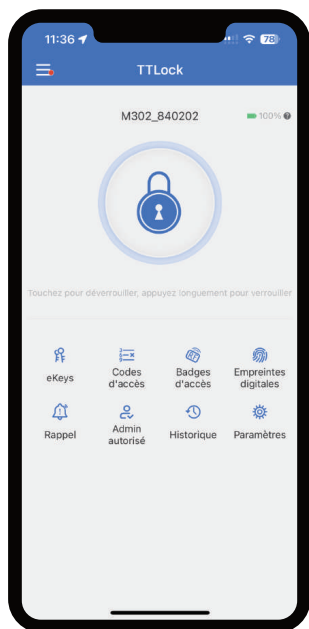 11:36
78
TTLock
M302_840202
100% ?
Touchez pour déverrouiller, appuyez longuement pour verrouiller
eKeys
Codes
d'accès
Badges
d'accès
Empreintes
digitales
Rappel
Admin
autorisé
Historique
Paramètres